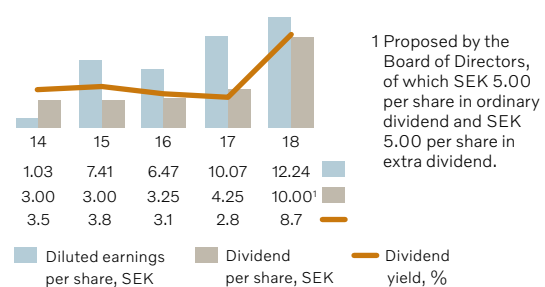 14 15 16 17 18
1.03 7.41 6.47 10.07 12.24
3.00 3.00 3.25 4.25 10.00¹
3.5 3.8 3.1 2.8 8.7
Diluted earnings
per share, SEK
Dividend
per share, SEK
Dividend
yield, %
1 Proposed by the
Board of Directors,
of which SEK 5.00
per share in ordinary
dividend and SEK
5.00 per share in
extra dividend.